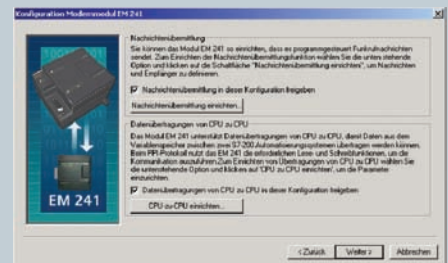 Konfiguration Modemmodul EM 241
Nachrichtenübermittlung
Sie können das Modul EM 241 so einrichten, dass es programmgesteuert Funkrufnachrichten
sendet. Zum Einrichten der Nachrichtenübermittlungsfunktion wählen Sie die unten stehende
Option und klicken auf die Schaltfläche "Nachrichtenübermittlung einrichten...", um Nachrichten
und Empfänger zu definieren.
Nachrichtenübermittlung in dieser Konfiguration freigeben
Nachrichtenübermittlung einrichten...
Datenübertragungen von CPU zu CPU
Das Modul EM 241 unterstützt Datenübertragungen von CPU zu CPU, damit Daten aus dem
Variablenspeicher zwischen zwei S7-200 Automatisierungssystemen übertragen werden können.
Beim PPI-Protokoll nutzt das EM 241 die erforderlichen Lese- und Schreibfunktionen, um die
Kommunikation auszuführen. Zum Einrichten von Übertragungen von CPU zu CPU wählen Sie
die untenstehende Option und klicken auf 'CPU zu CPU einrichten', um die Parameter
einzurichten.
Datenübertragungen von CPU zu CPU in dieser Konfiguration freigeben
CPU-zu-CPU einrichten...
EM 241
< Zurück Weiter > Abbrechen